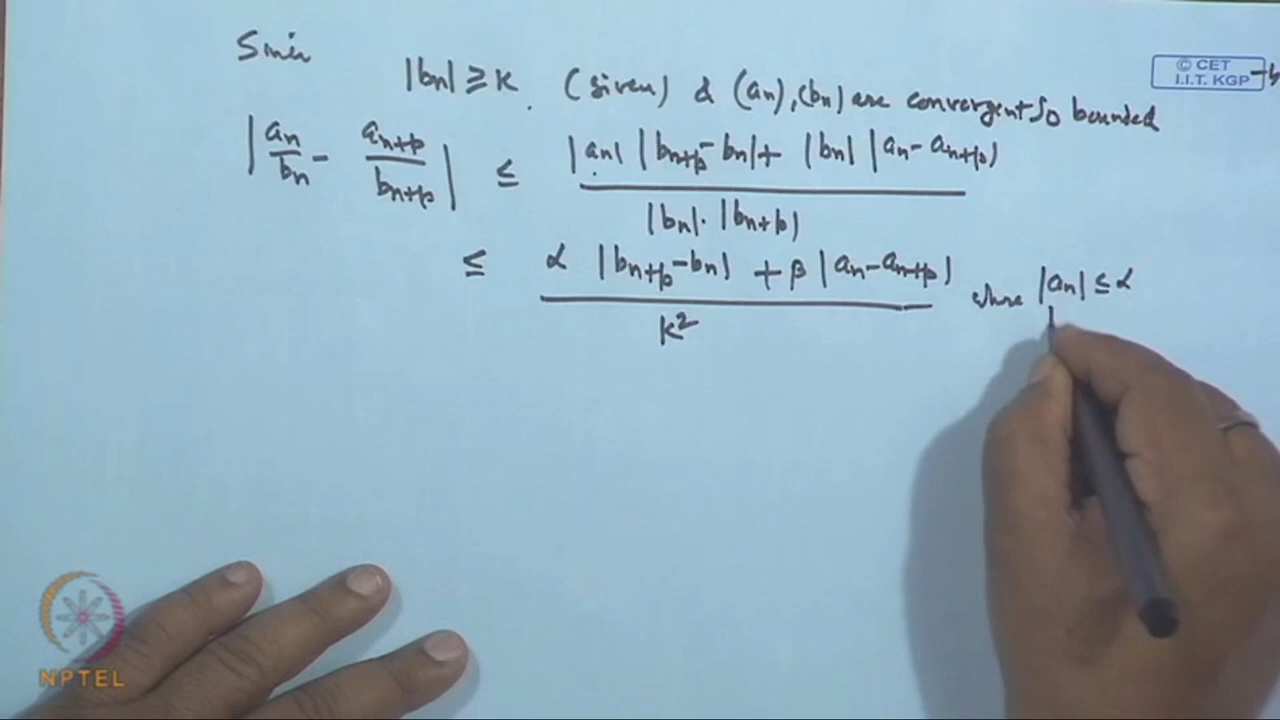 Since
|bn| ≥ K. (given) & (an), (bn) are convergent so bounded
© CET
I.I.T. KGP
|an/bn - an+p/bn+p| ≤ (|an| |bn+p - bn| + |bn| |an - an+p|) / (|bn|. |bn+p|)
≤ (α |bn+p - bn| + β |an - an+p|) / K² where |an| ≤ α
NPTEL